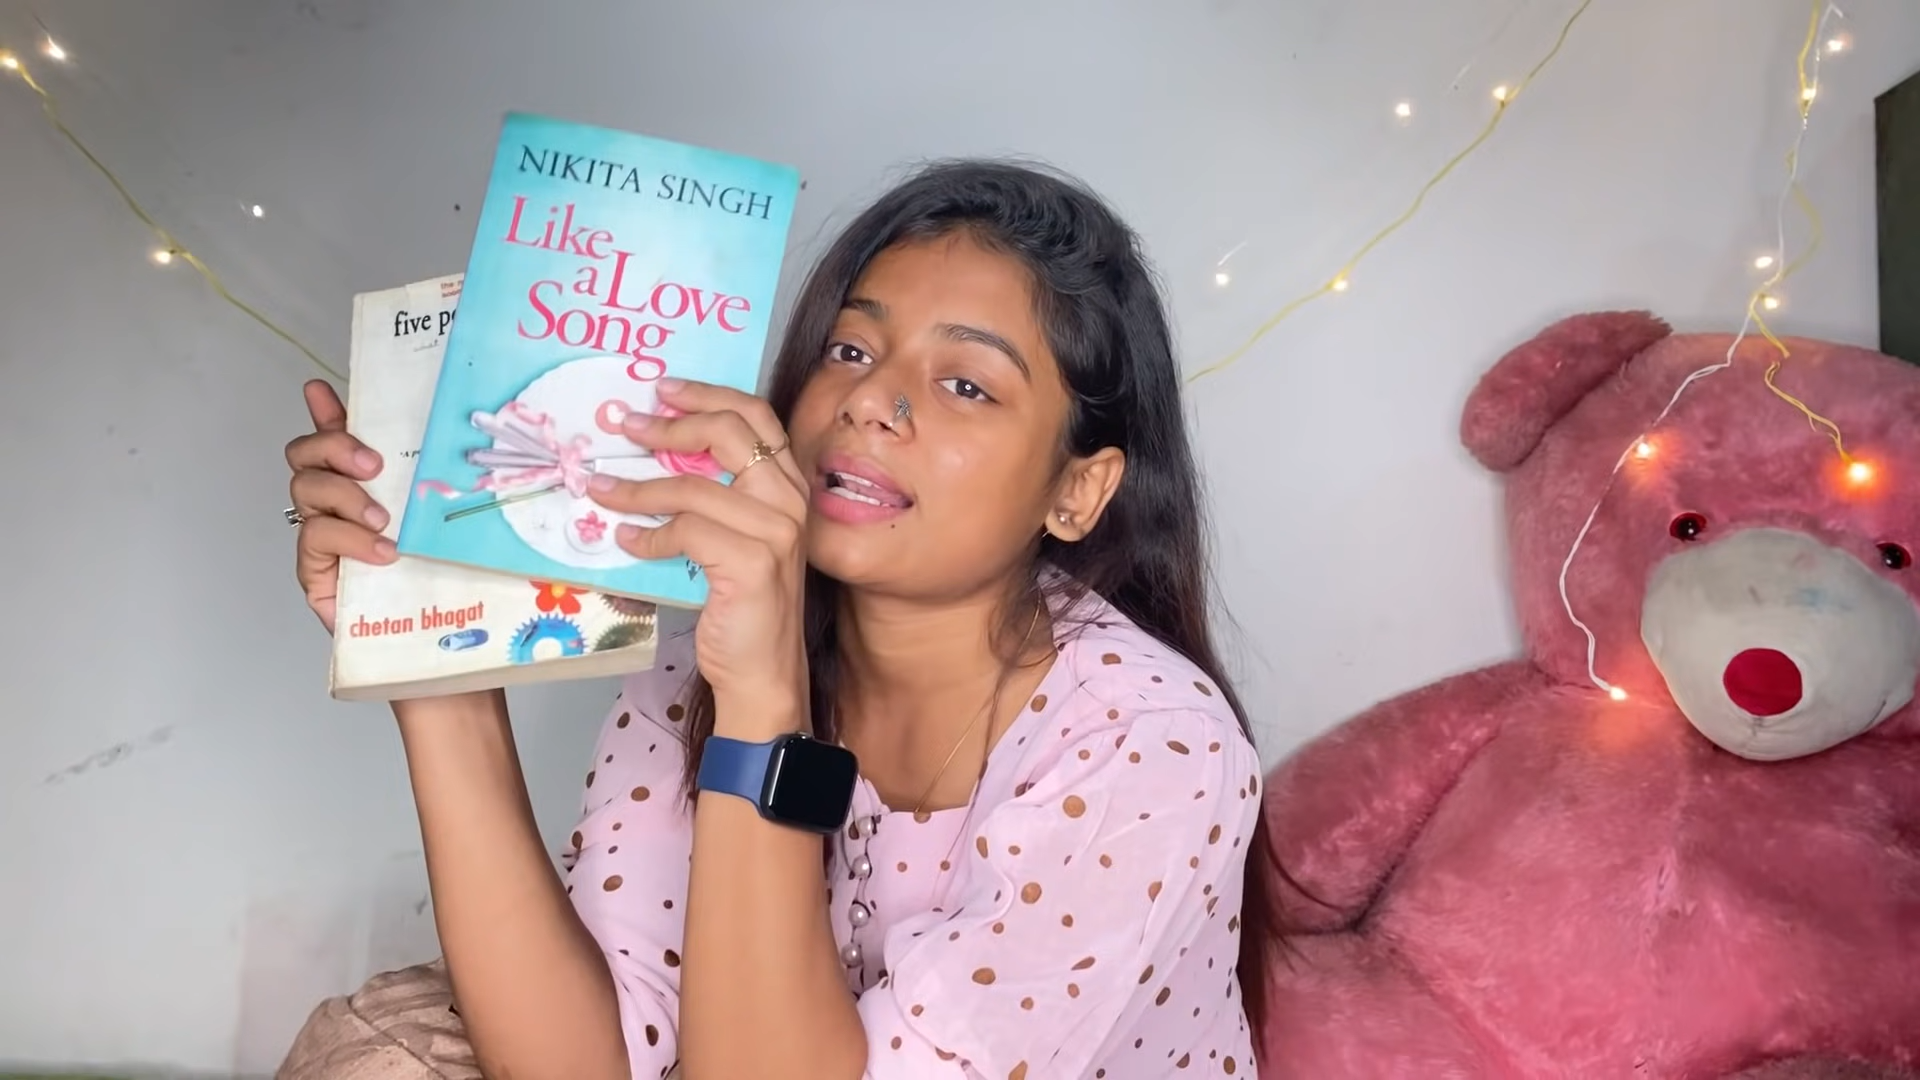 NIKITA SINGH
Like
a Love
Song
five p
chetan bhagat